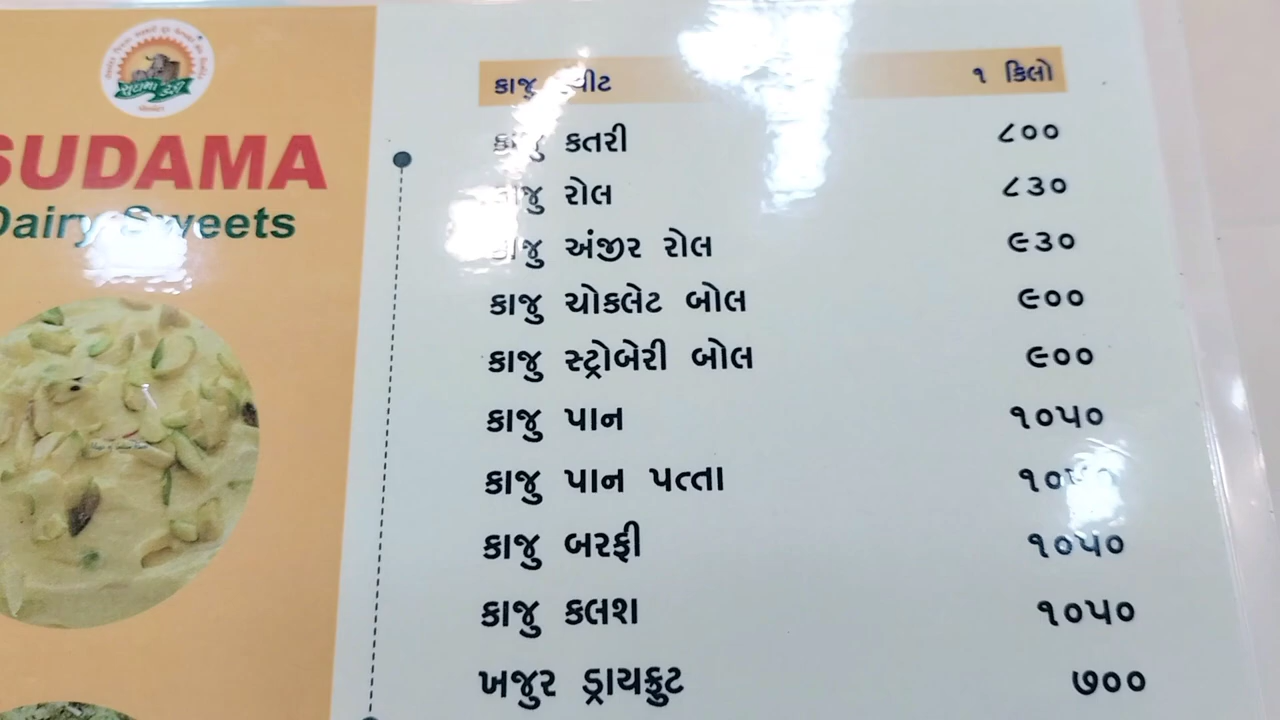 સુદામા ડેરી
SUDAMA
Dairy Sweets
કાજુ ૧ કિલો
કાજુ કતરી ૮૦૦
કાજુ રોલ ૮૩૦
કાજુ અંજીર રોલ ૯૩૦
કાજુ ચોકલેટ બોલ ૯૦૦
કાજુ સ્ટ્રોબેરી બોલ ૯૦૦
કાજુ પાન ૧૦૫૦
કાજુ પાન પત્તા
કાજુ બરફી ૧૦૫૦
કાજુ કલશ ૧૦૫૦
ખજુર ડ્રાયફ્રુટ ૭૦૦